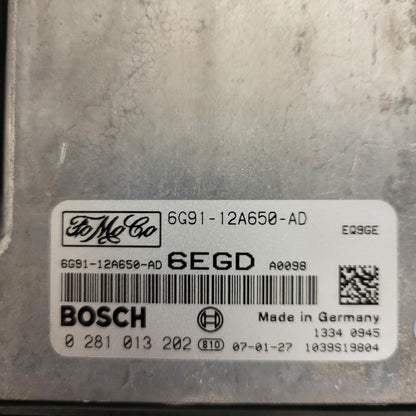 FoMoCo 6G91-12A650-AD
EQ9GE
6G91-12A650-AD 6EGD A0098
BOSCH Made in Germany
1334 0945
0 281 013 202 810 07-01-27 1039S19804